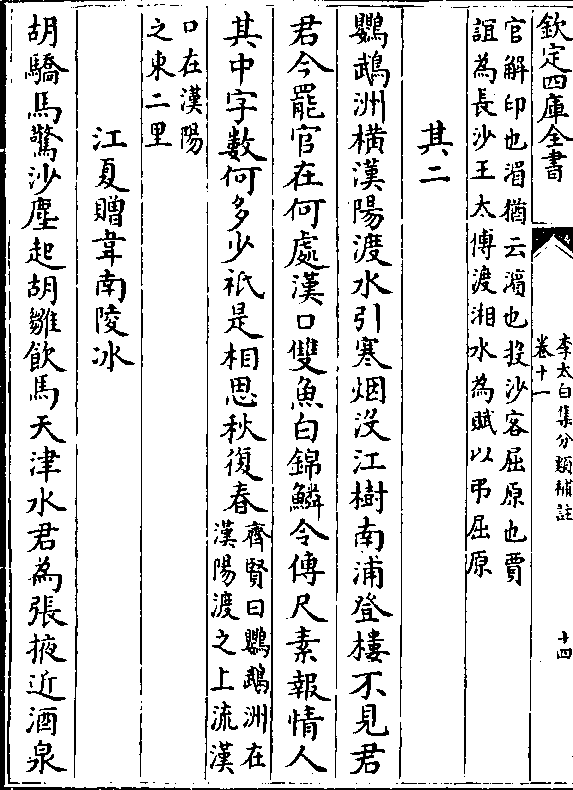 欽定四庫全書
李太白集分類補註
卷十一
十四
官解印也湄猶云濱也投沙客屈原也賈
誼為長沙王太傅渡湘水為賦以弔屈原
其二
鸚鵡洲橫漢陽渡水引寒烟沒江樹南浦登樓不見君
君今罷官在何處漢口雙魚白錦鱗令傳尺素報情人
其中字數何多少祇是相思秋復春
齊賢曰鸚鵡洲在
漢陽渡之上流漢
口在漢陽
之東二里
江夏贈韋南陵冰
胡驕馬驚沙塵起胡雛飲馬天津水君為張掖近酒泉